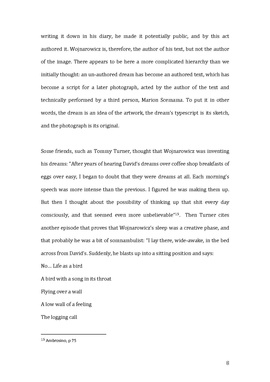 writing it down in his diary, he made it potentially public, and by this act
authored it. Wojnarowicz is, therefore, the author of his text, but not the author
of the image. There appears to be here a more complicated hierarchy than we
initially thought: an un-authored dream has become an authored text, which has
become a script for a later photograph, acted by the author of the text and
technically performed by a third person, Marion Scemama. To put it in other
words, the dream is an idea of the artwork, the dream's typescript is its sketch,
and the photograph is its original.
Some friends, such as Tommy Turner, thought that Wojnarowicz was inventing
his dreams: "After years of hearing David's dreams over coffee shop breakfasts of
eggs over easy, I began to doubt that they were dreams at all. Each morning's
speech was more intense than the previous. I figured he was making them up.
But then I thought about the possibility of thinking up that shit every day
consciously, and that seemed even more unbelievable". Then Turner cites
another episode that proves that Wojnarowicz's sleep was a creative phase, and
that probably he was a bit of somnambulist: "I lay there, wide-awake, in the bed
across from David's. Suddenly, he blasts up into a sitting position and says:
No... Life as a bird
A bird with a song in its throat
Flying over a wall
A low wall of a feeling
The logging call
Ambrosino, p 75
8